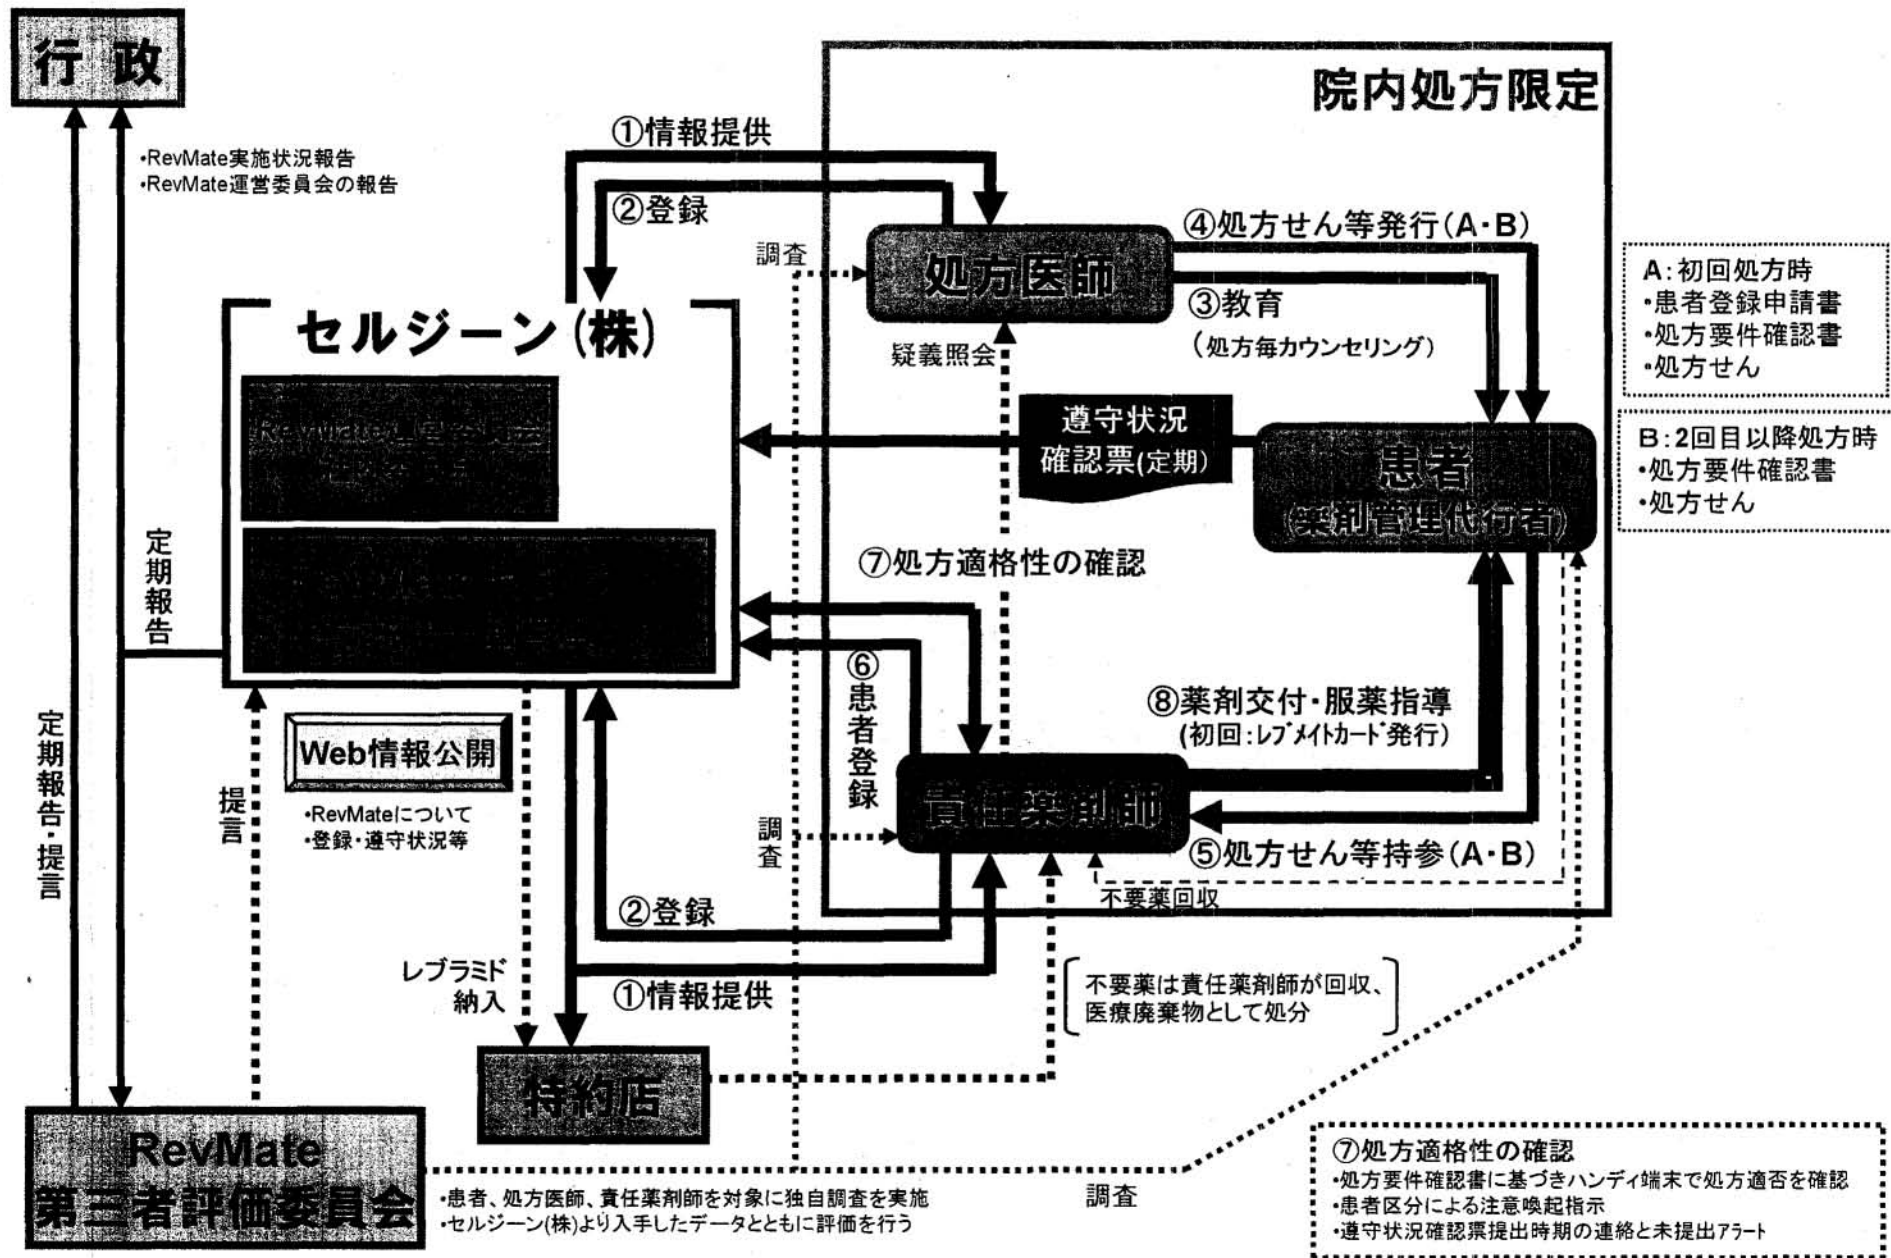 行 政
院内処方限定
①情報提供
・RevMate実施状況報告
・RevMate運営委員会の報告
②登録
④処方せん等発行(A・B)
調査
処方医師
③教育
(処方毎カウンセリング)
A:初回処方時
・患者登録申請書
・処方要件確認書
・処方せん
セルジーン(株)
疑義照会
遵守状況
確認票(定期)
患者
(薬剤管理代行者)
B:2回目以降処方時
・処方要件確認書
・処方せん
RevMate運営委員会
定期報告
⑦処方適格性の確認
⑥患者登録
⑧薬剤交付・服薬指導
(初回:レブメイトカード発行)
定期報告・提言
Web情報公開
提言
・RevMateについて
・登録・遵守状況等
調査
責任薬剤師
⑤処方せん等持参(A・B)
不要薬回収
②登録
レブラミド
納入
①情報提供
不要薬は責任薬剤師が回収、
医療廃棄物として処分
特約店
RevMate
第三者評価委員会
・患者、処方医師、責任薬剤師を対象に独自調査を実施
・セルジーン(株)より入手したデータとともに評価を行う
調査
⑦処方適格性の確認
・処方要件確認書に基づきハンディ端末で処方適否を確認
・患者区分による注意喚起指示
・遵守状況確認票提出時期の連絡と未提出アラート